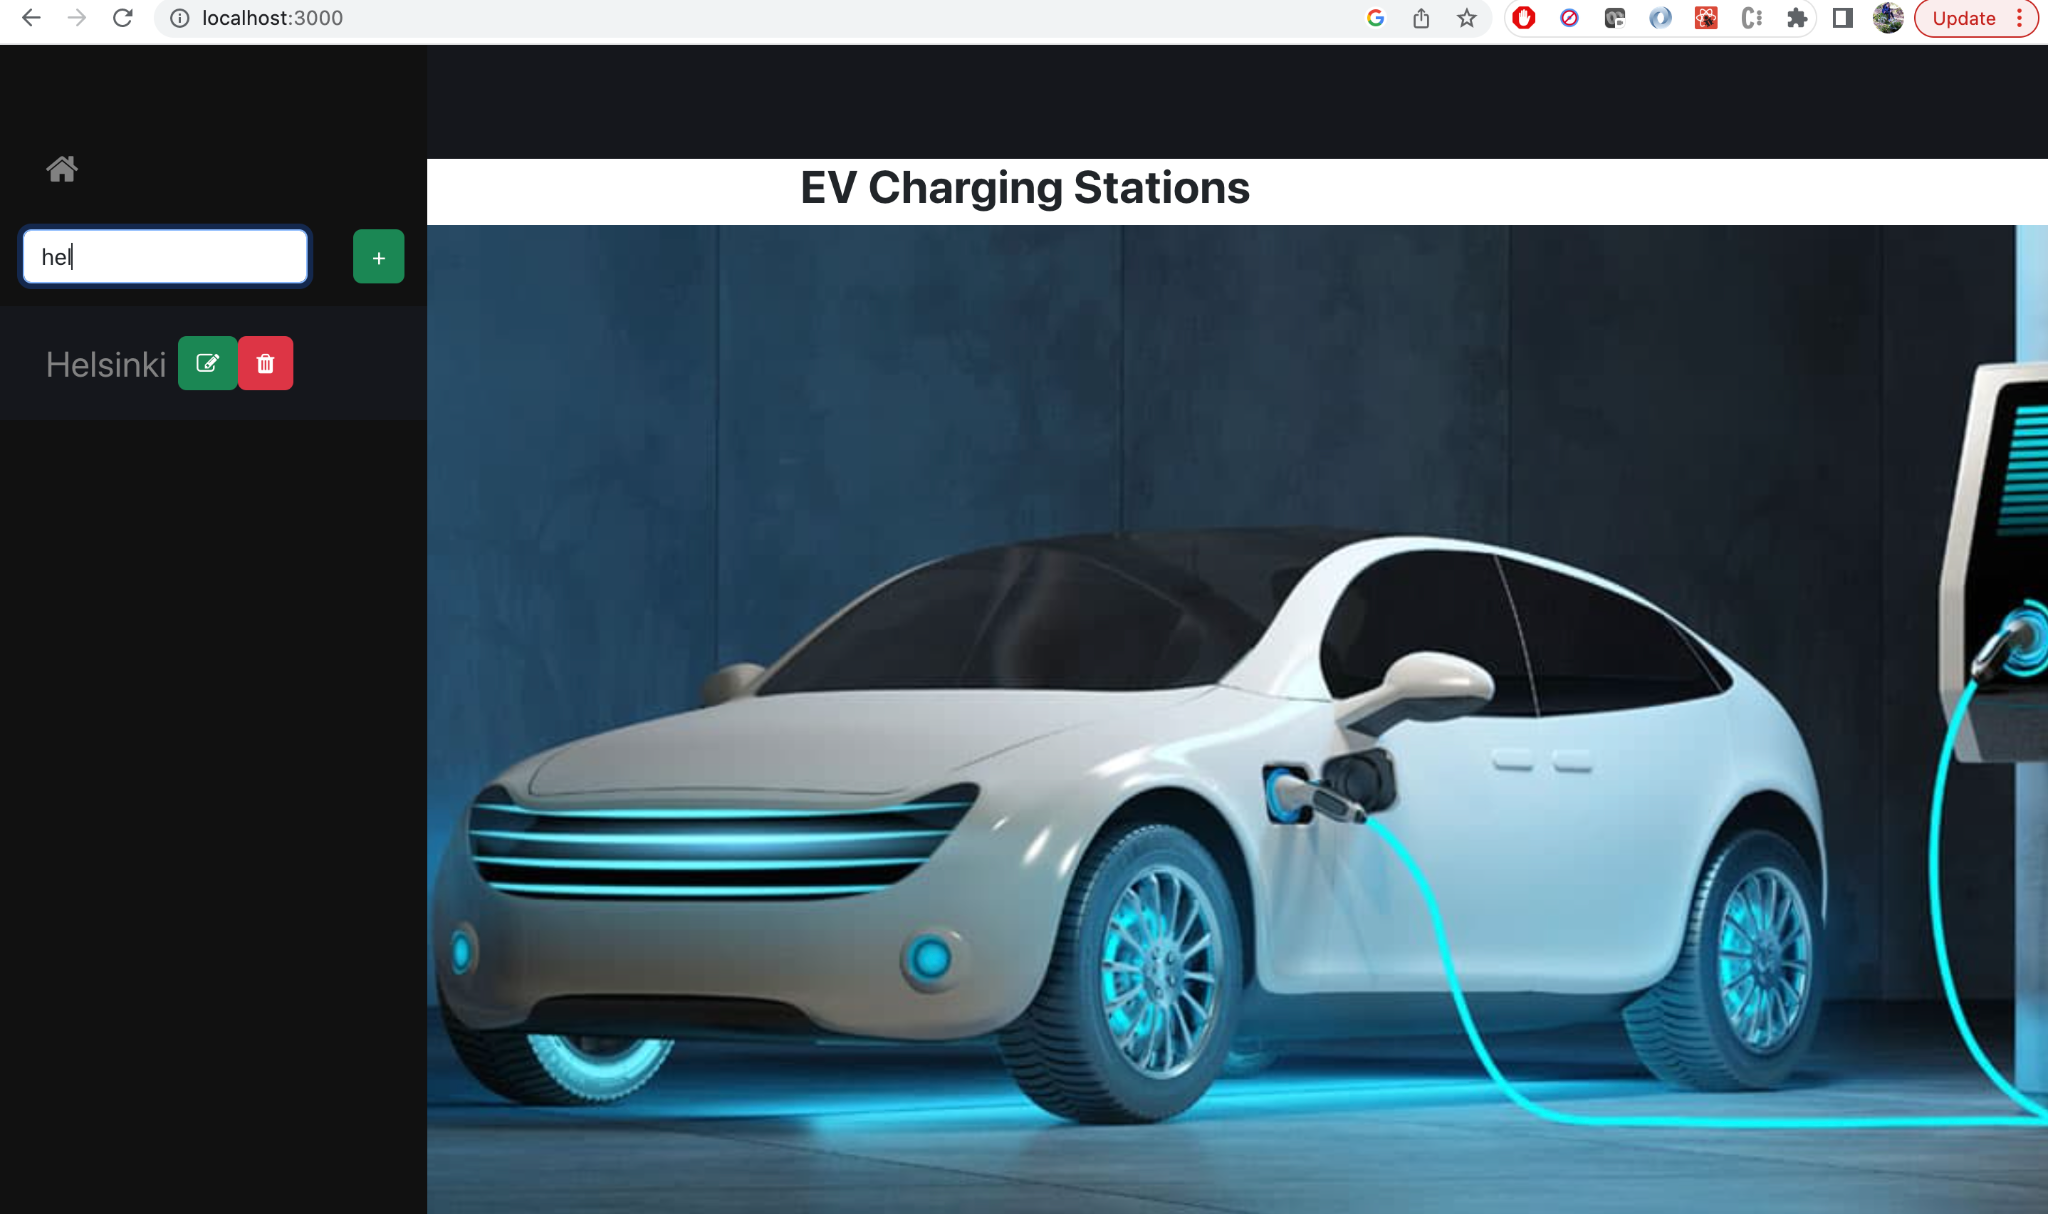 localhost:3000
Update
EV Charging Stations
hel
+
Helsinki